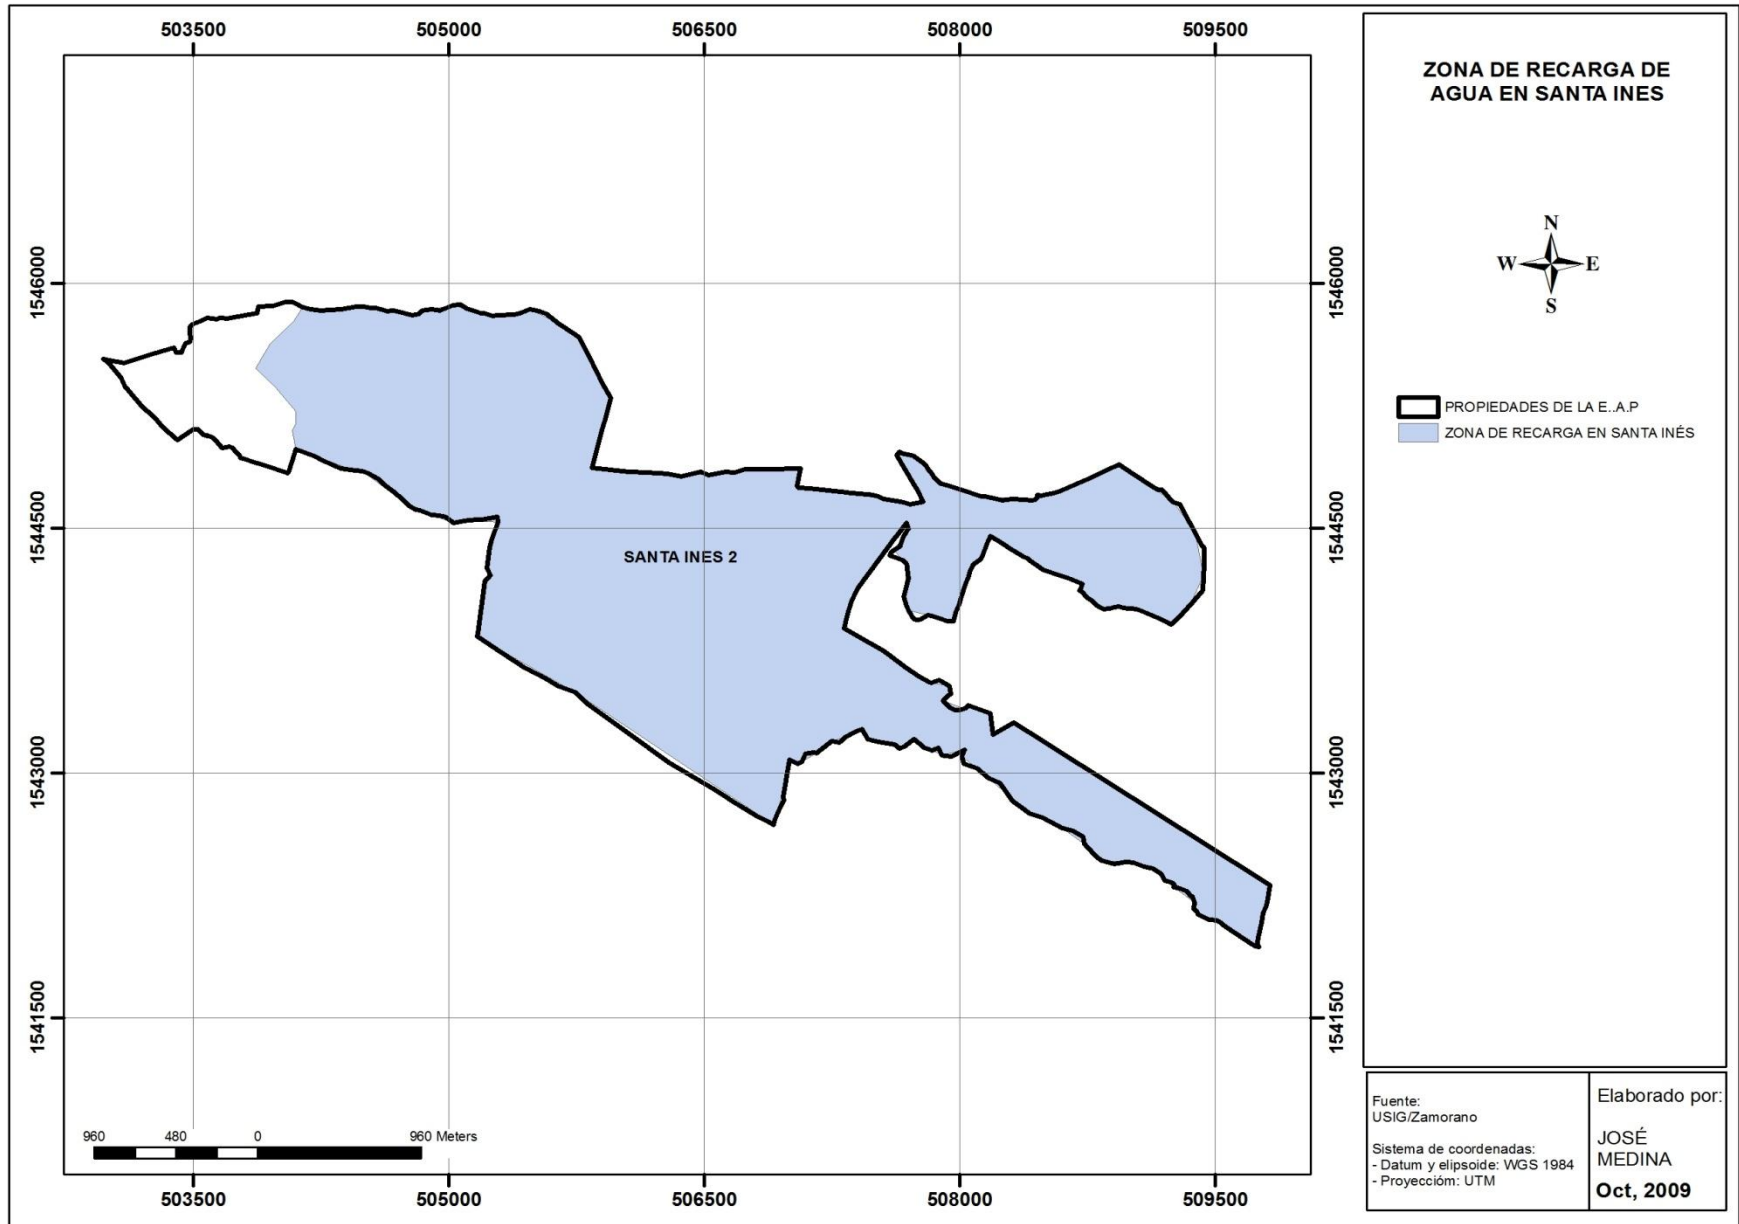 503500 505000 506500 508000 509500
ZONA DE RECARGA DE
AGUA EN SANTA INES
N
W E
S
1546000 1546000
PROPIEDADES DE LA E..A.P
ZONA DE RECARGA EN SANTA INÉS
1544500 1544500
SANTA INES 2
1543000 1543000
1541500 1541500
960 480 0 960 Meters
503500 505000 506500 508000 509500
Fuente:
USIG/Zamorano
Sistema de coordenadas:
- Datum y elipsoide: WGS 1984
- Proyeccióm: UTM
Elaborado por:
JOSÉ
MEDINA
Oct, 2009